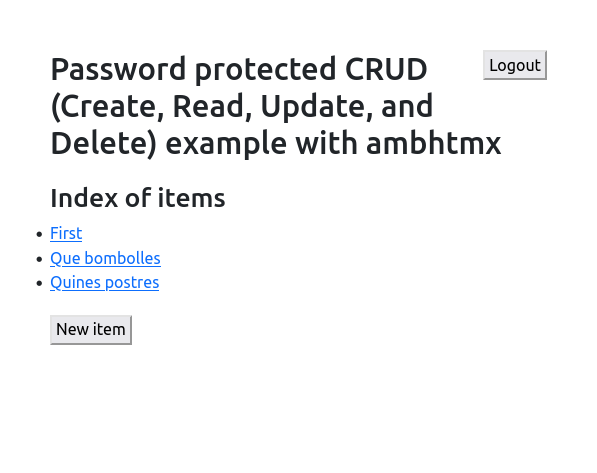 Password protected CRUD
(Create, Read, Update, and
Delete) example with ambhtmx
Logout
Index of items
First
Que bombolles
Quines postres
New item